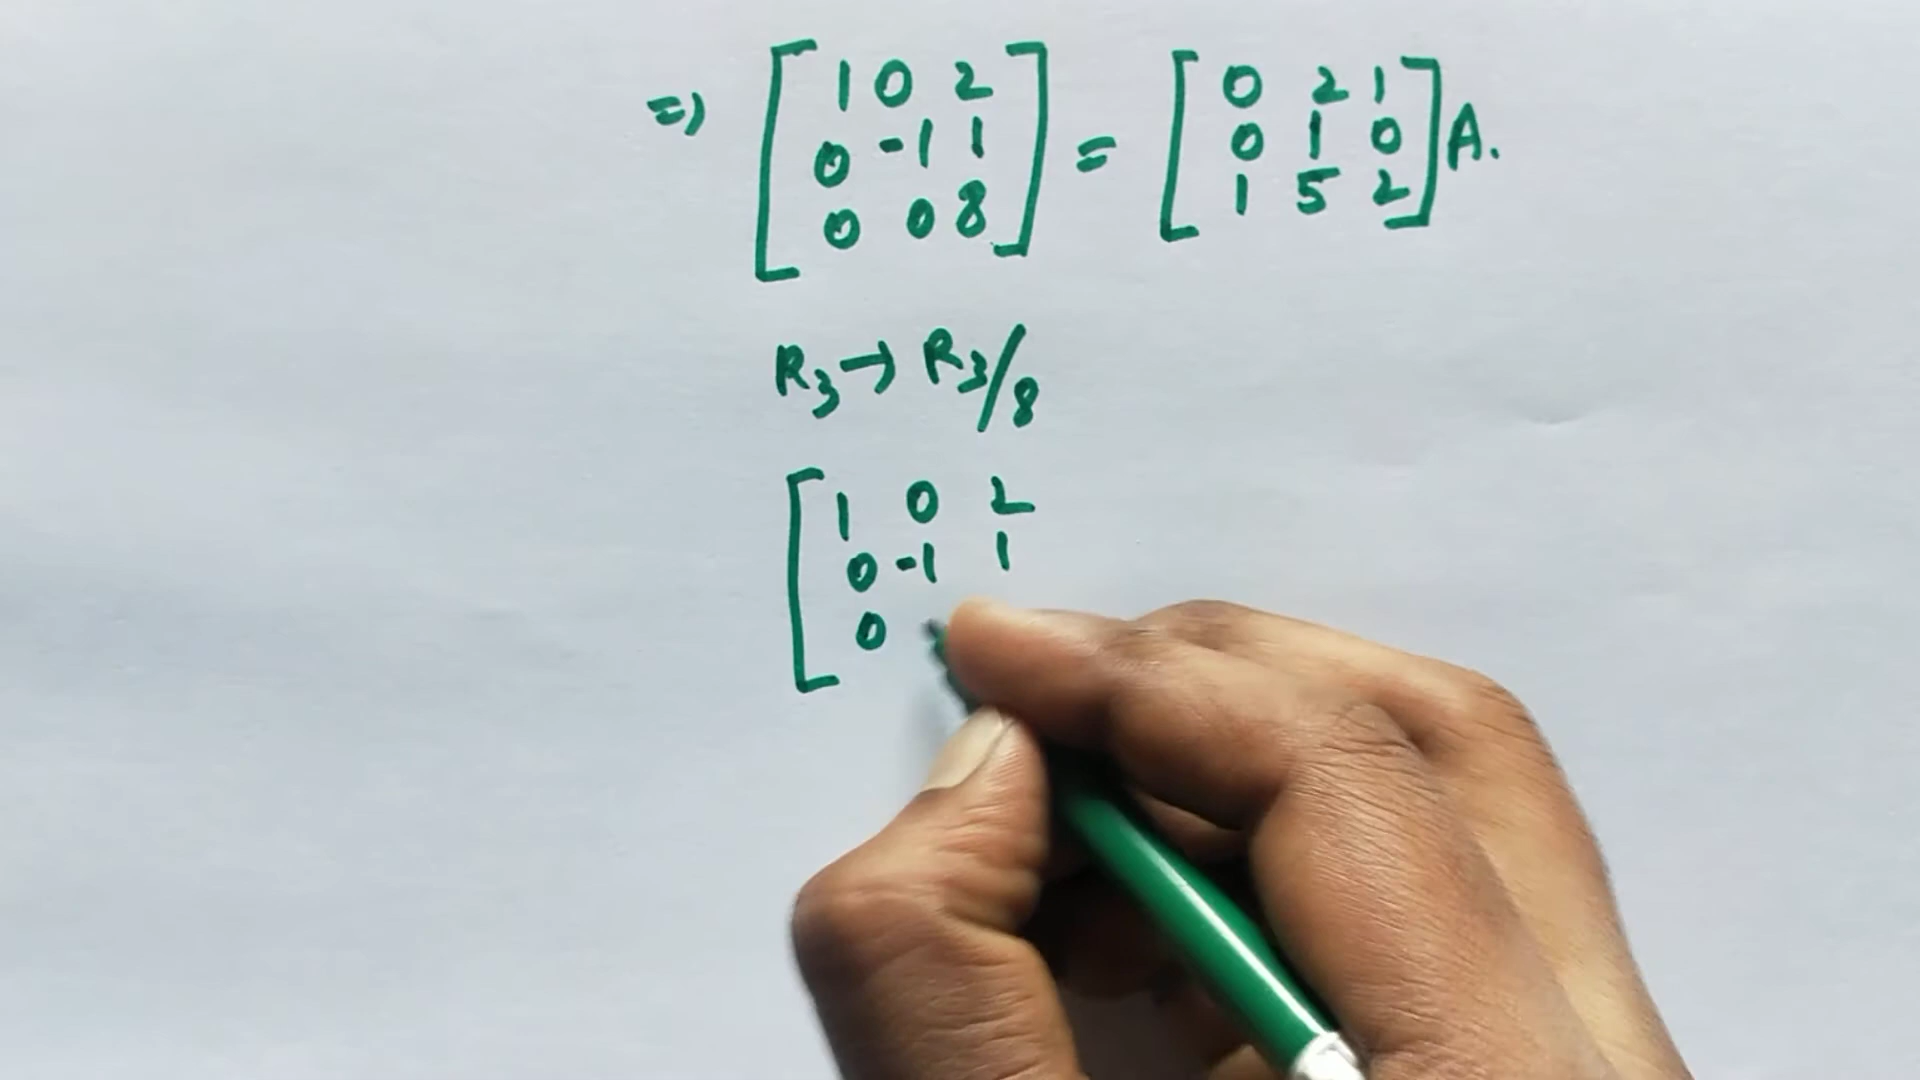 => [ 1 0 2 ] = [ 0 2 1 ] A.
0 -1 1 0 1 0
0 0 8 1 5 2
R3 → R3/8
[ 1 0 2
0 -1 1
0